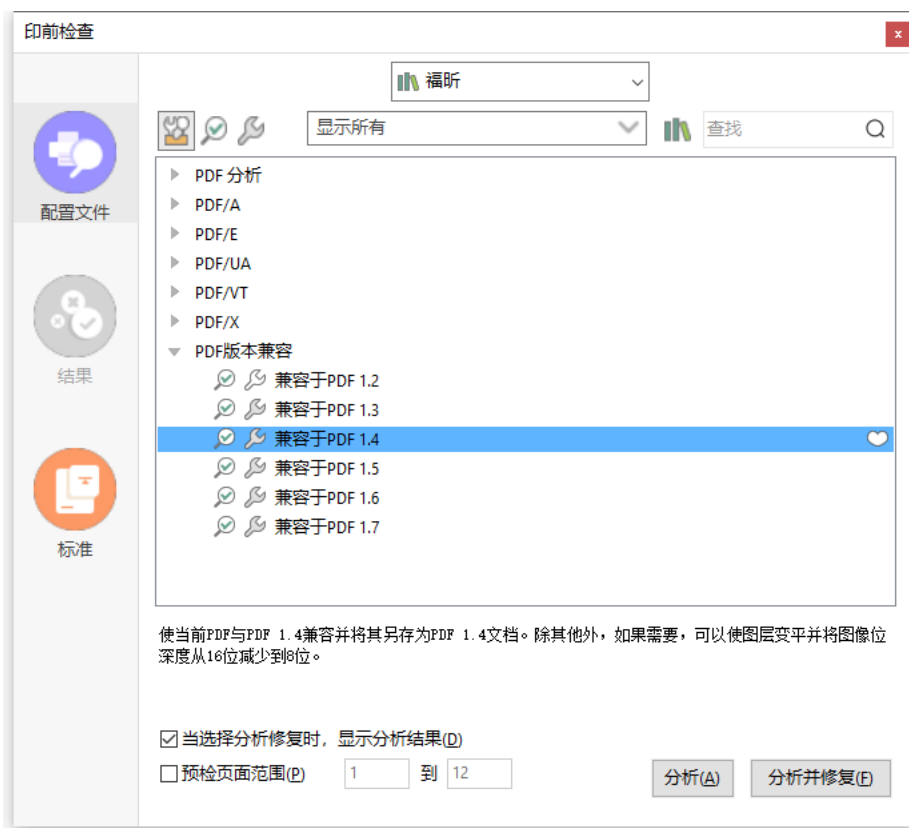 印前检查
x
福昕
显示所有
查找
配置文件
结果
标准
PDF 分析
PDF/A
PDF/E
PDF/UA
PDF/VT
PDF/X
PDF版本兼容
兼容于PDF 1.2
兼容于PDF 1.3
兼容于PDF 1.4
兼容于PDF 1.5
兼容于PDF 1.6
兼容于PDF 1.7
使当前PDF与PDF 1.4兼容并将其另存为PDF 1.4文档。除其他外，如果需要，可以使图层变平并将图像位
深度从16位减少到8位。
当选择分析修复时，显示分析结果(D)
预检页面范围(P) 1 到 12
分析(A) 分析并修复(F)